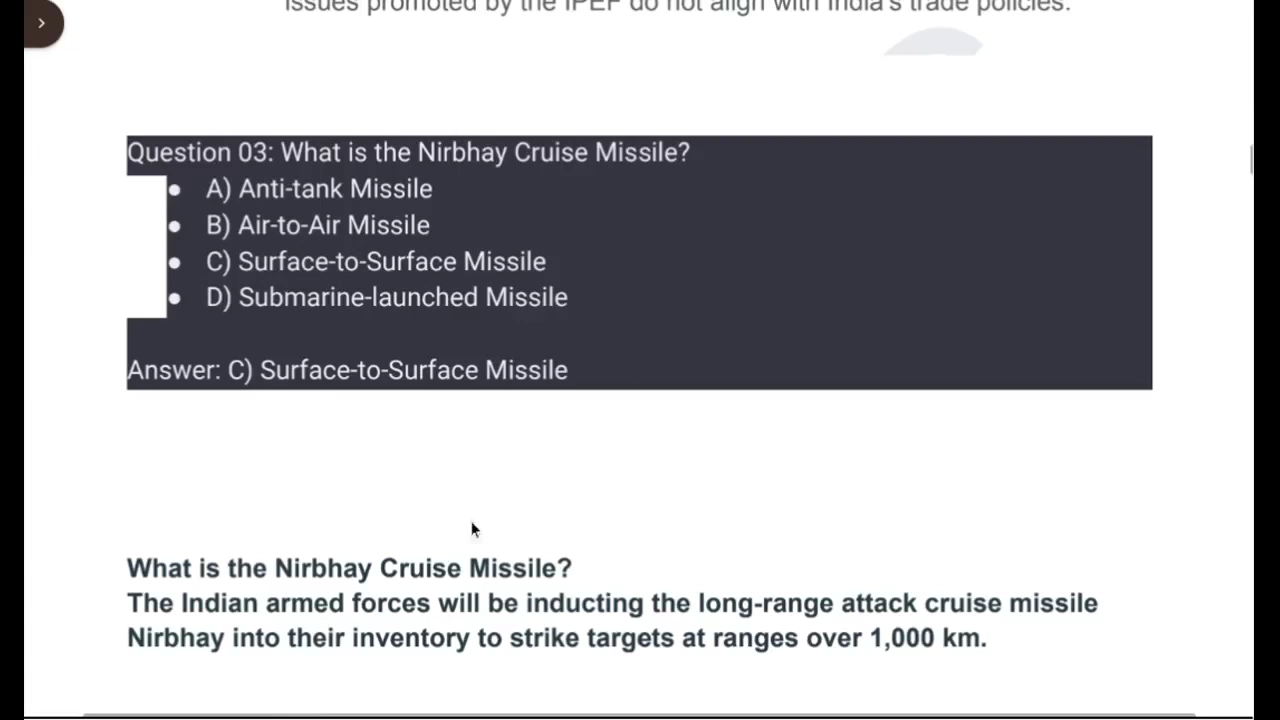 issues promoted by the IPEF do not align with India's trade policies.
Question 03: What is the Nirbhay Cruise Missile?
● A) Anti-tank Missile
● B) Air-to-Air Missile
● C) Surface-to-Surface Missile
● D) Submarine-launched Missile
Answer: C) Surface-to-Surface Missile
What is the Nirbhay Cruise Missile?
The Indian armed forces will be inducting the long-range attack cruise missile
Nirbhay into their inventory to strike targets at ranges over 1,000 km.